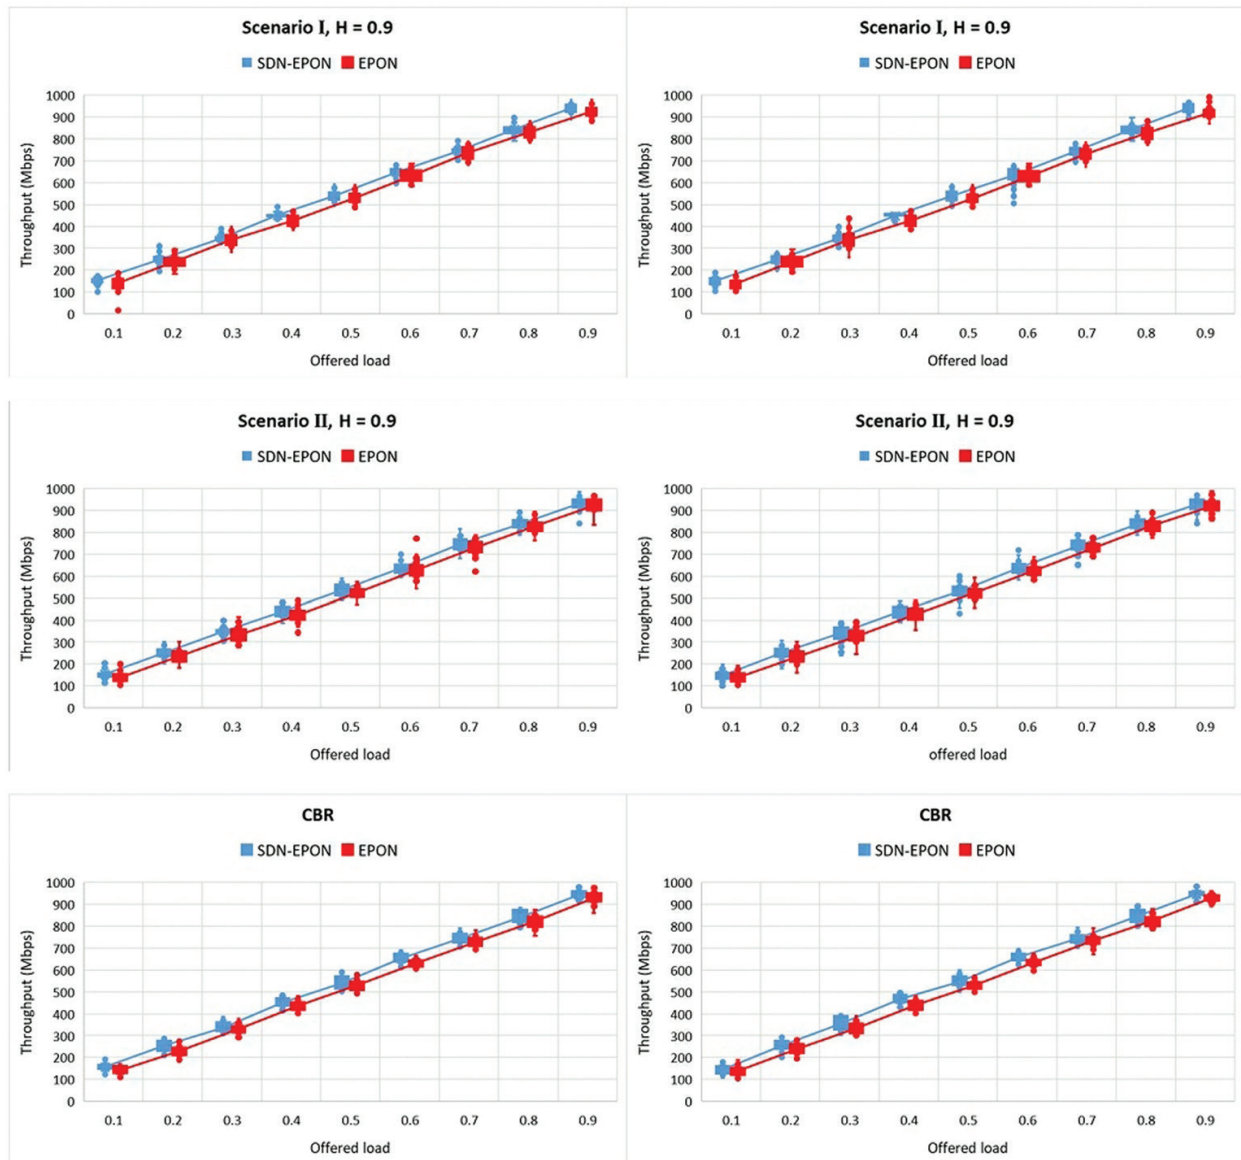 Scenario I, H = 0.9
SDN-EPON EPON
Throughput (Mbps)
1000
900
800
700
600
500
400
300
200
100
0
0.1 0.2 0.3 0.4 0.5 0.6 0.7 0.8 0.9
Offered load
Scenario I, H = 0.9
SDN-EPON EPON
Throughput (Mbps)
1000
900
800
700
600
500
400
300
200
100
0
0.1 0.2 0.3 0.4 0.5 0.6 0.7 0.8 0.9
Offered load
Scenario II, H = 0.9
SDN-EPON EPON
Throughput (Mbps)
1000
900
800
700
600
500
400
300
200
100
0
0.1 0.2 0.3 0.4 0.5 0.6 0.7 0.8 0.9
Offered load
Scenario II, H = 0.9
SDN-EPON EPON
Throughput (Mbps)
1000
900
800
700
600
500
400
300
200
100
0
0.1 0.2 0.3 0.4 0.5 0.6 0.7 0.8 0.9
offered load
CBR
SDN-EPON EPON
Throughput (Mbps)
1000
900
800
700
600
500
400
300
200
100
0
0.1 0.2 0.3 0.4 0.5 0.6 0.7 0.8 0.9
Offered load
CBR
SDN-EPON EPON
Throughput (Mbps)
1000
900
800
700
600
500
400
300
200
100
0
0.1 0.2 0.3 0.4 0.5 0.6 0.7 0.8 0.9
Offered load